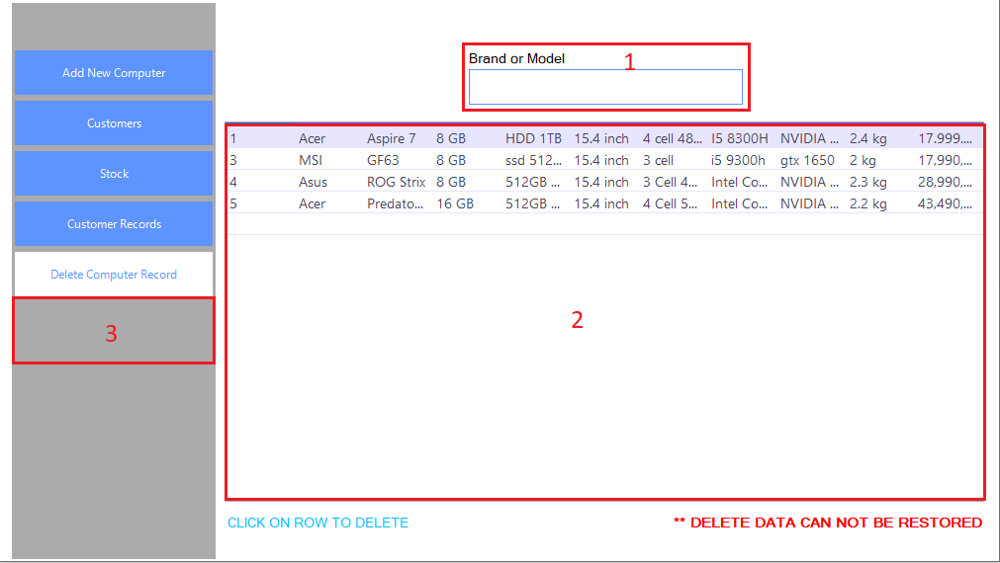 Brand or Model
1
Add New Computer
Customers
Stock
Customer Records
Delete Computer Record
3
1 Acer Aspire 7 8 GB HDD 1TB 15.4 inch 4 cell 48... I5 8300H NVIDIA ... 2.4 kg 17.999....
3 MSI GF63 8 GB ssd 512... 15.4 inch 3 cell i5 9300h gtx 1650 2 kg 17,990,...
4 Asus ROG Strix 8 GB 512GB ... 15.4 inch 3 Cell 4... Intel Co... NVIDIA ... 2.3 kg 28,990,...
5 Acer Predato... 16 GB 512GB ... 15.4 inch 4 Cell 5... Intel Co... NVIDIA ... 2.2 kg 43,490,...
2
CLICK ON ROW TO DELETE
** DELETE DATA CAN NOT BE RESTORED